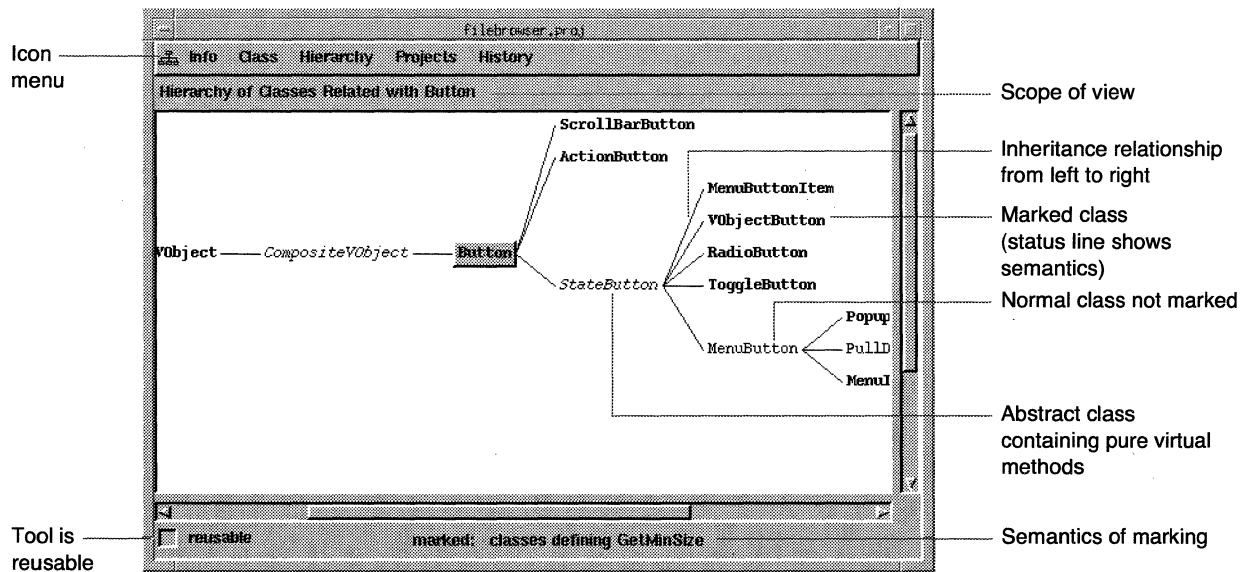 filebrowser.proj
Icon
menu
Info Class Hierarchy Projects History
Hierarchy of Classes Related with Button
Scope of view
ScrollBarButton
ActionButton
Inheritance relationship
from left to right
MenuButtonItem
VObjectButton
Marked class
(status line shows
semantics)
VObject CompositeVObject Button
RadioButton
StateButton
ToggleButton
Normal class not marked
Popup
MenuButton
PullD
MenuI
Abstract class
containing pure virtual
methods
Tool is
reusable
reusable
marked: classes defining GetMinSize
Semantics of marking